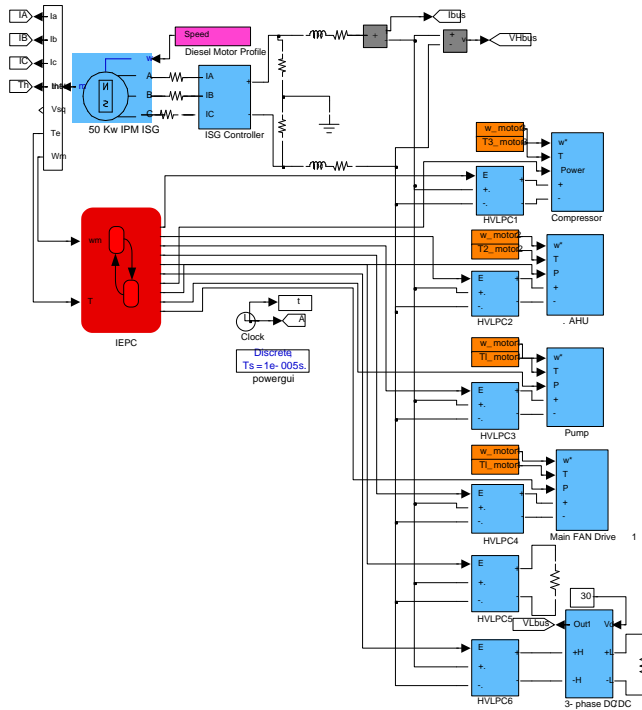 IA
IB
IC
Th
Ia
Ib
Ic
Vsq
Te
Wm
m
w
A
B
C
N
S
50 Kw IPM ISG
Speed
Diesel Motor Profile
IA
IB
IC
+
-
ISG Controller
+
-
Ibus
+
-
v
VHbus
wm
T
IEPC
t
A
Clock
Discrete,
Ts = 1e-005s.
powergui
w_motor
T3_motor
E
+.
-.
+
-
HVLPC1
w*
T
Power
+
-
Compressor
w_motor2
T2_motor
E
+.
-.
+
-
HVLPC2
w*
T
P
+
-
. AHU
w_motor
TI_motor
E
+.
-.
+
-
HVLPC3
w*
T
P
+
-
Pump
w_motor
TI_motor
E
+.
-.
+
-
HVLPC4
w*
T
P
+
-
Main FAN Drive 1
E
+.
-.
+
-
HVLPC5
30
VLbus
Out1
+H
+L
-H
-L
3- phase DC/DC
E
+.
-.
+
-
HVLPC6